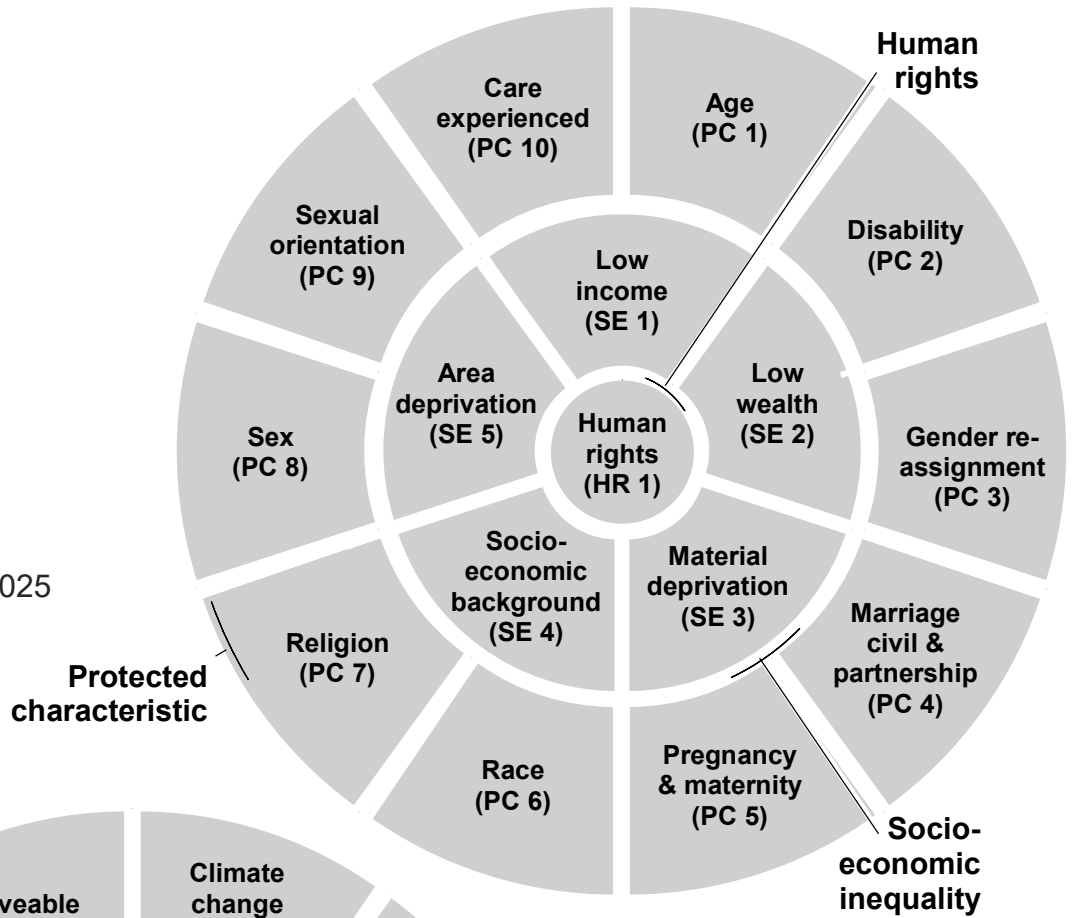 Human
rights
Care
experienced
(PC 10)
Age
(PC 1)
Sexual
orientation
(PC 9)
Disability
(PC 2)
Low
income
(SE 1)
Area
deprivation
(SE 5)
Low
wealth
(SE 2)
Human
rights
(HR 1)
Sex
(PC 8)
Gender re-
assignment
(PC 3)
Socio-
economic
background
(SE 4)
Material
deprivation
(SE 3)
025
Religion
(PC 7)
Marriage
civil &
partnership
(PC 4)
Protected
characteristic
Race
(PC 6)
Pregnancy
& maternity
(PC 5)
Socio-
economic
inequality
Climate
change
veable